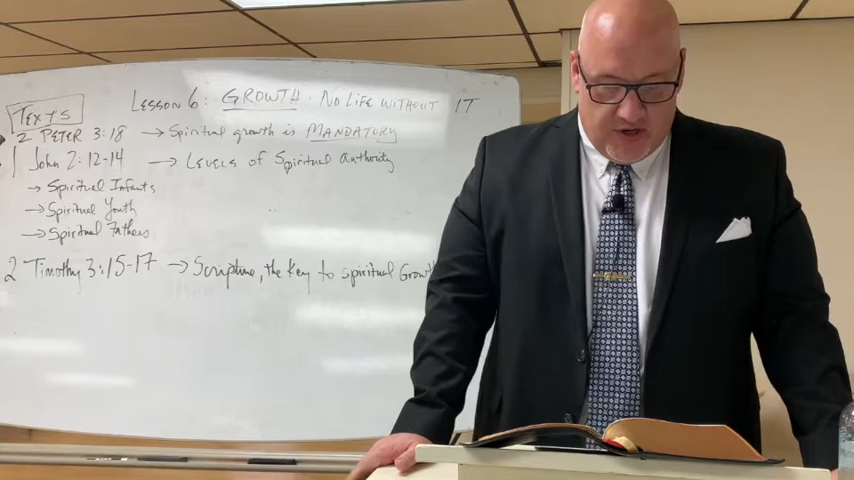 Lesson 6: GROWTH. No Life Without IT
TEXTS
2 PETER 3:18 → Spiritual growth is MANDATORY
1 John 2:12-14 → Levels of Spiritual Authority
→ Spiritual Infants
→ Spiritual Youth
→ Spiritual Fathers
2 Timothy 3:15-17 → Scripture, the Key to spiritual Growt